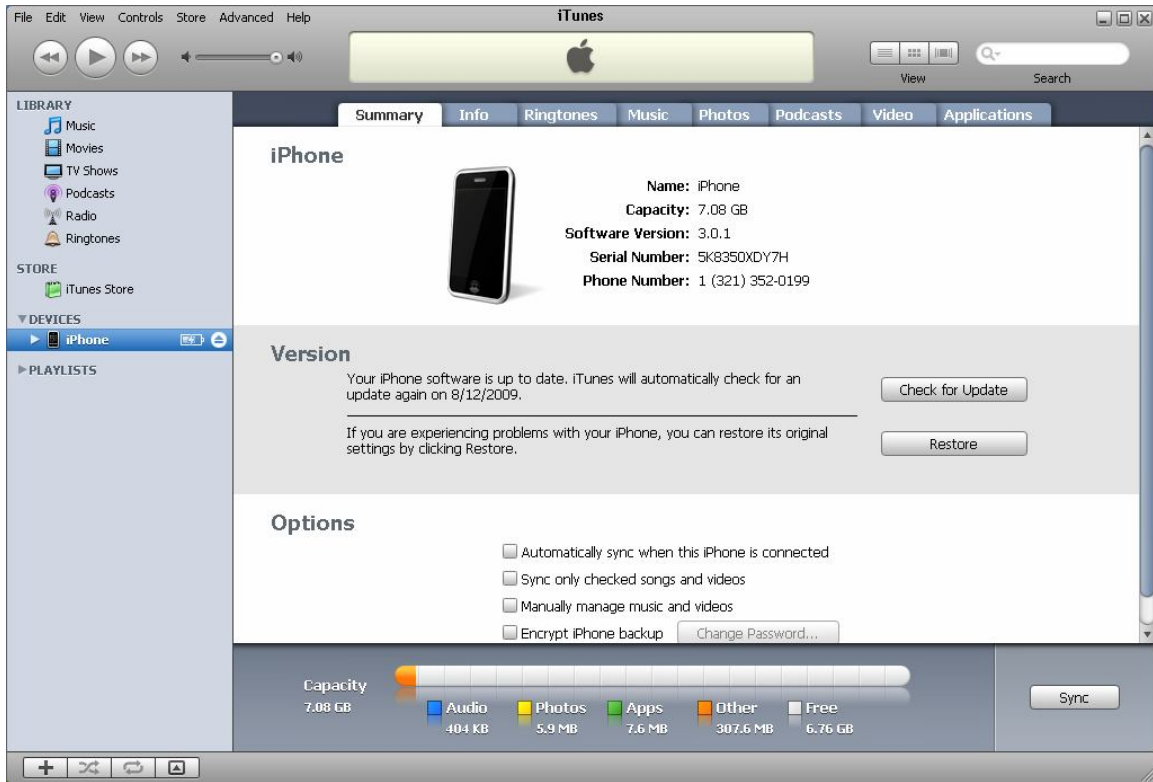 File Edit View Controls Store Advanced Help
iTunes
View
Search
LIBRARY
Music
Movies
TV Shows
Podcasts
Radio
Ringtones
STORE
iTunes Store
DEVICES
iPhone
PLAYLISTS
Summary Info Ringtones Music Photos Podcasts Video Applications
iPhone
Name: iPhone
Capacity: 7.08 GB
Software Version: 3.0.1
Serial Number: 5K8350XDY7H
Phone Number: 1 (321) 352-0199
Version
Your iPhone software is up to date. iTunes will automatically check for an
update again on 8/12/2009.
Check for Update
If you are experiencing problems with your iPhone, you can restore its original
settings by clicking Restore.
Restore
Options
Automatically sync when this iPhone is connected
Sync only checked songs and videos
Manually manage music and videos
Encrypt iPhone backup Change Password...
Capacity
7.08 GB
Audio
404 KB
Photos
5.9 MB
Apps
7.6 MB
Other
307.6 MB
Free
6.76 GB
Sync